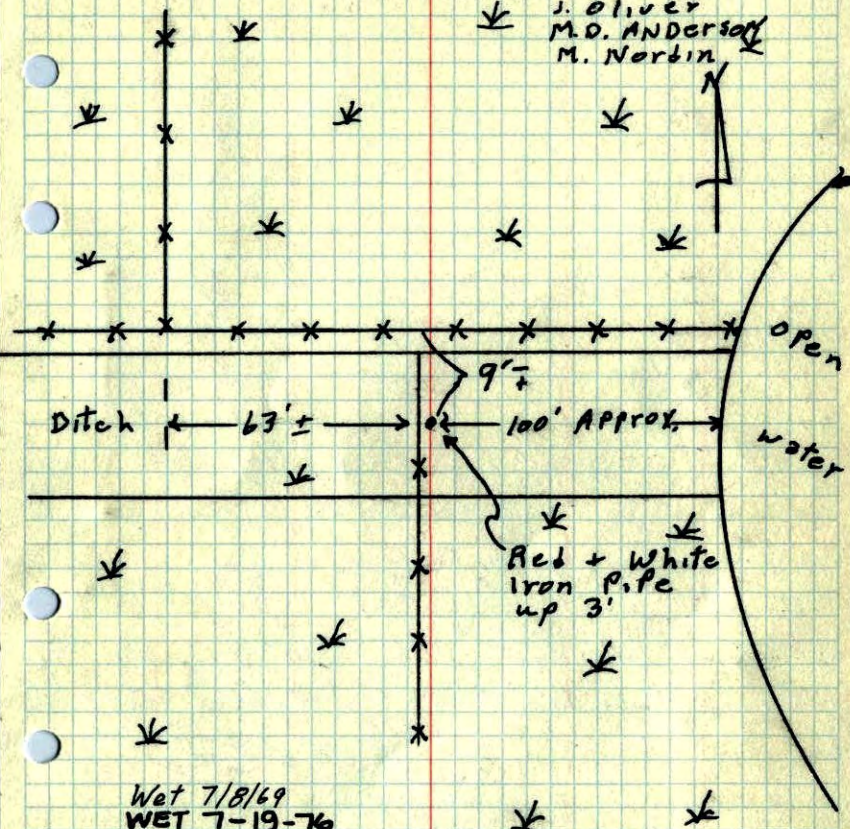 J. Oliver
M.D. ANDerson
M. Nordin
N
Open
water
9'∓
Ditch
63'±
100' Approx.
Red + White
Iron Pipe
up 3'
Wet 7/8/69
WET 7-19-76